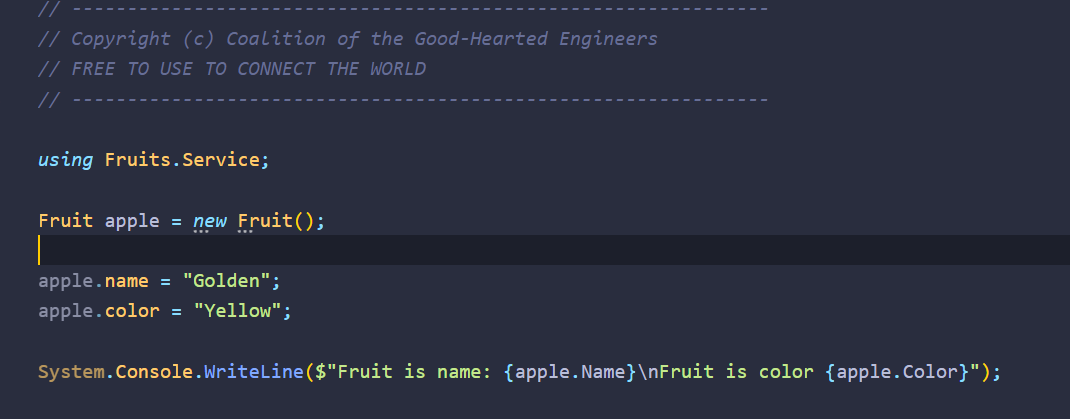 // ---------------------------------------------------------------
// Copyright (c) Coalition of the Good-Hearted Engineers
// FREE TO USE TO CONNECT THE WORLD
// ---------------------------------------------------------------
using Fruits.Service;
Fruit apple = new Fruit();
apple.name = "Golden";
apple.color = "Yellow";
System.Console.WriteLine($"Fruit is name: {apple.Name}\nFruit is color {apple.Color}");